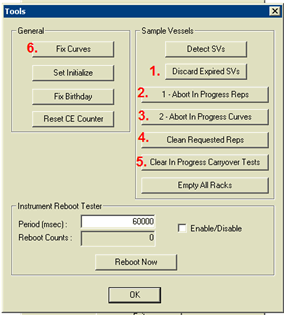 Tools
General
6. Fix Curves
Set Initialize
Fix Birthday
Reset CE Counter
Sample Vessels
Detect SVs
1. Discard Expired SVs
2. 1 - Abort In Progress Reps
3. 2 - Abort In Progress Curves
4. Clean Requested Reps
5. Clear In Progress Carryover Tests
Empty All Racks
Instrument Reboot Tester
Period (msec) : 60000
Reboot Counts : 0
Enable/Disable
Reboot Now
OK